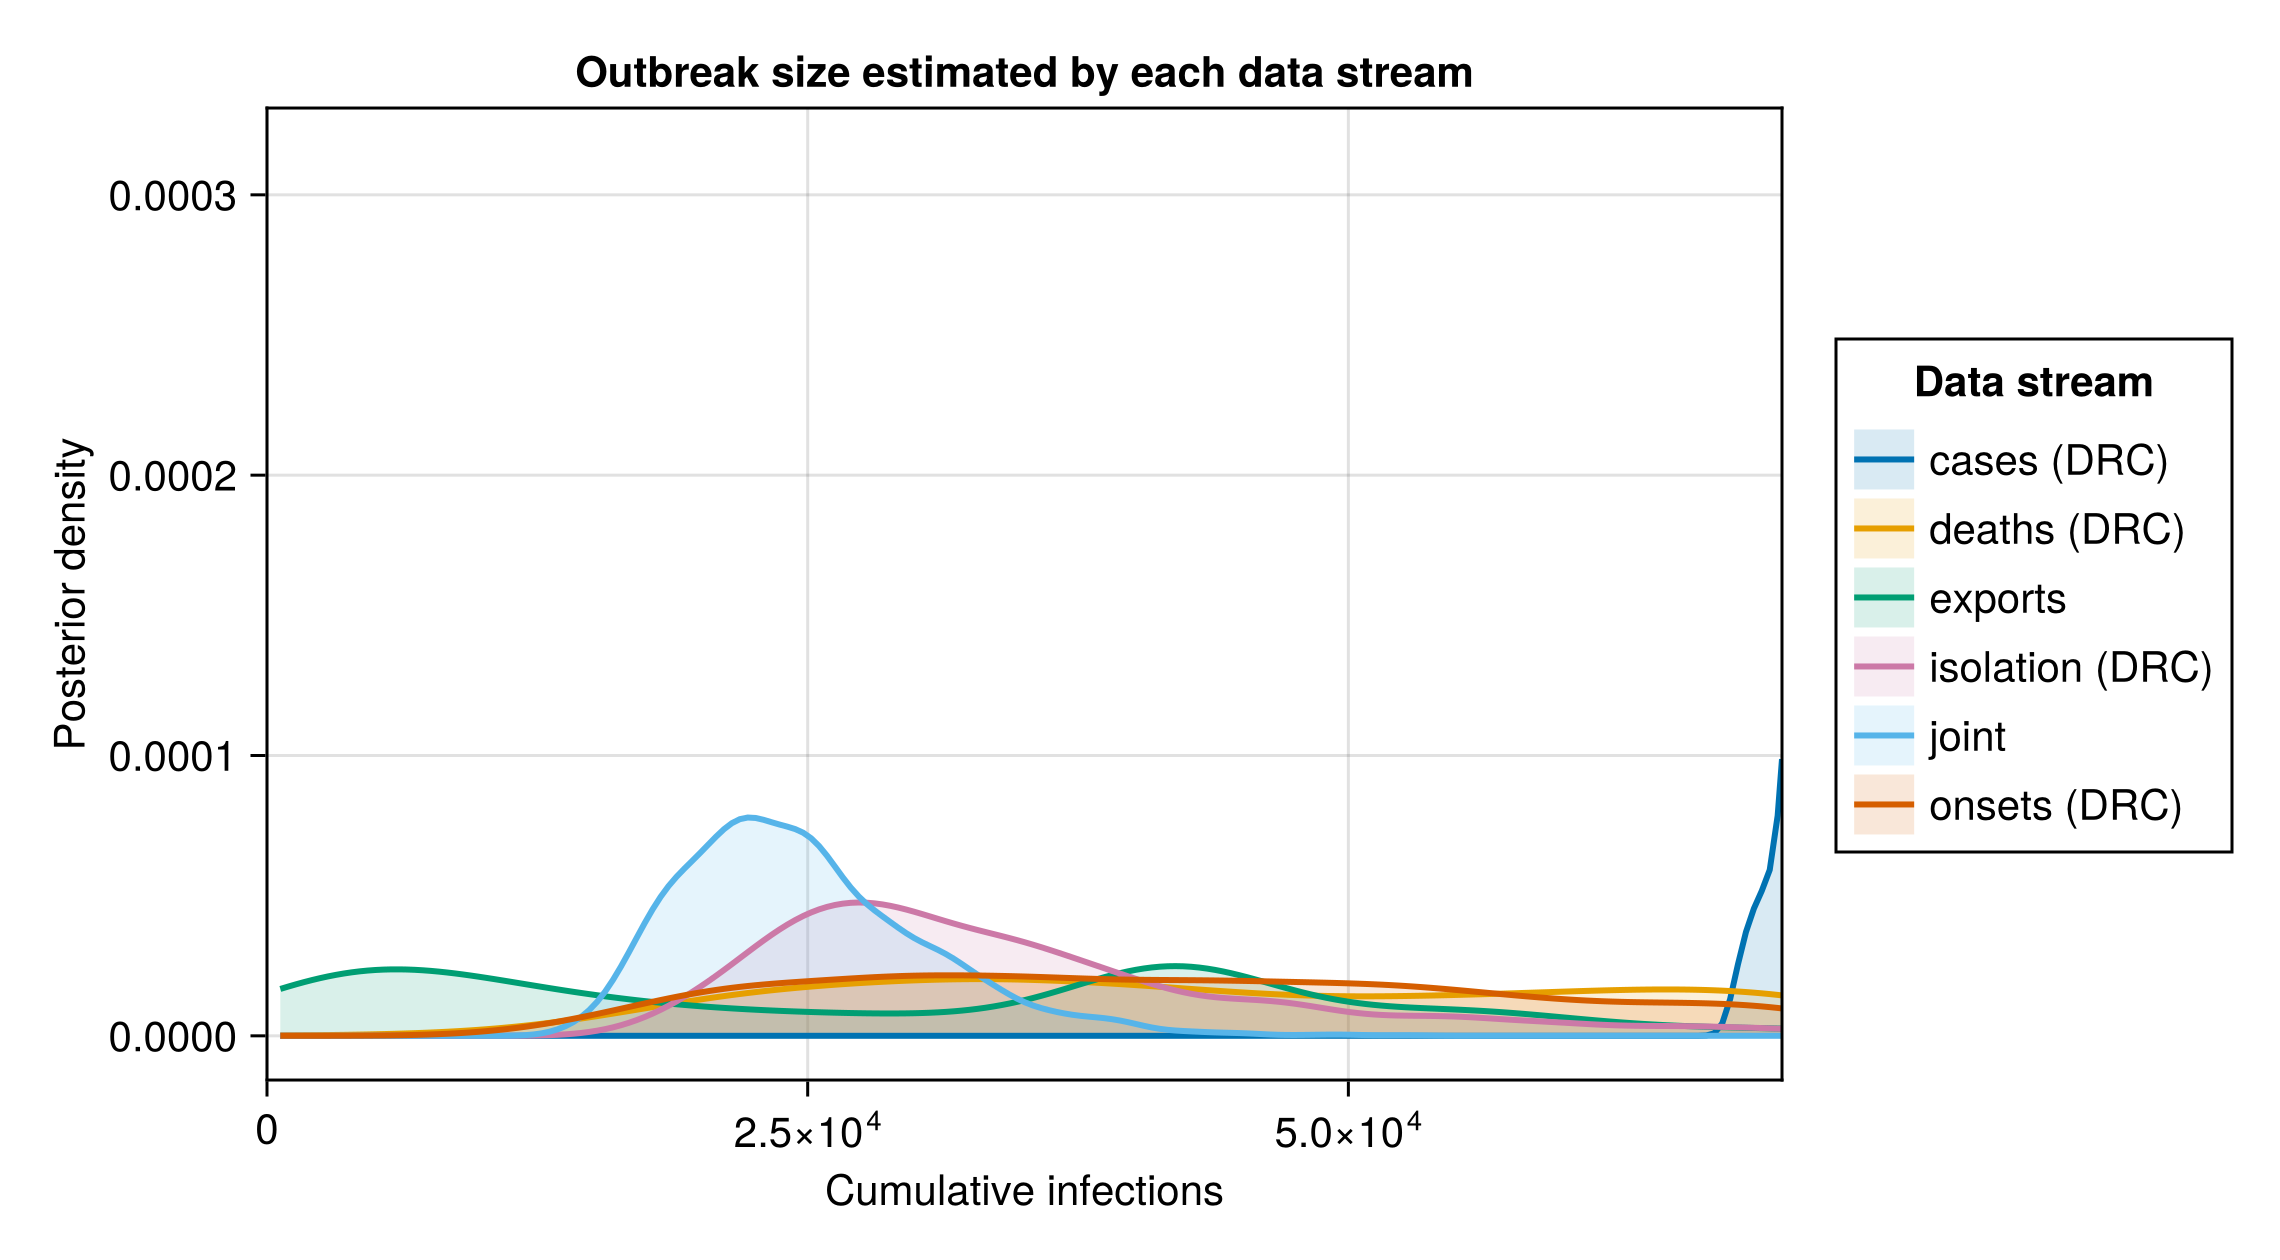 Outbreak size estimated by each data stream
Posterior density
0.0003
0.0002
0.0001
0.0000
0
2.5×10⁴
5.0×10⁴
Cumulative infections
Data stream
cases (DRC)
deaths (DRC)
exports
isolation (DRC)
joint
onsets (DRC)